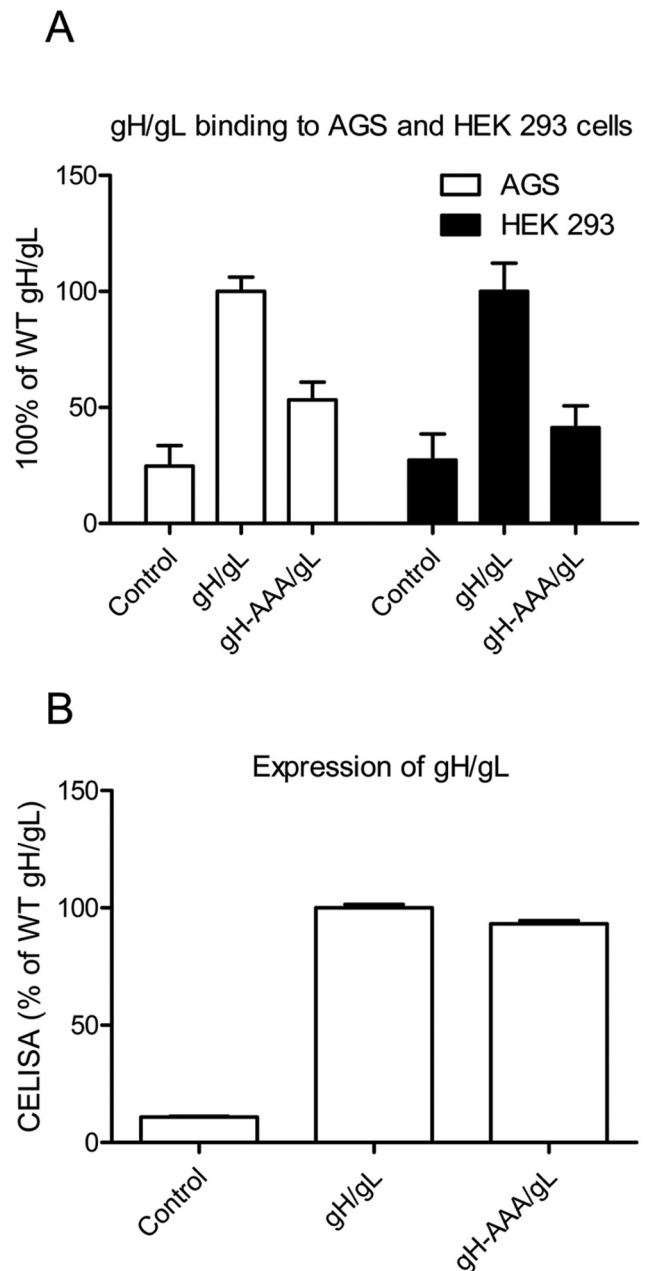 A
gH/gL binding to AGS and HEK 293 cells
100% of WT gH/gL
150
100
50
0
AGS
HEK 293
Control
gH/gL
gH-AAA/gL
Control
gH/gL
gH-AAA/gL
B
Expression of gH/gL
CELISA (% of WT gH/gL)
150
100
50
0
Control
gH/gL
gH-AAA/gL